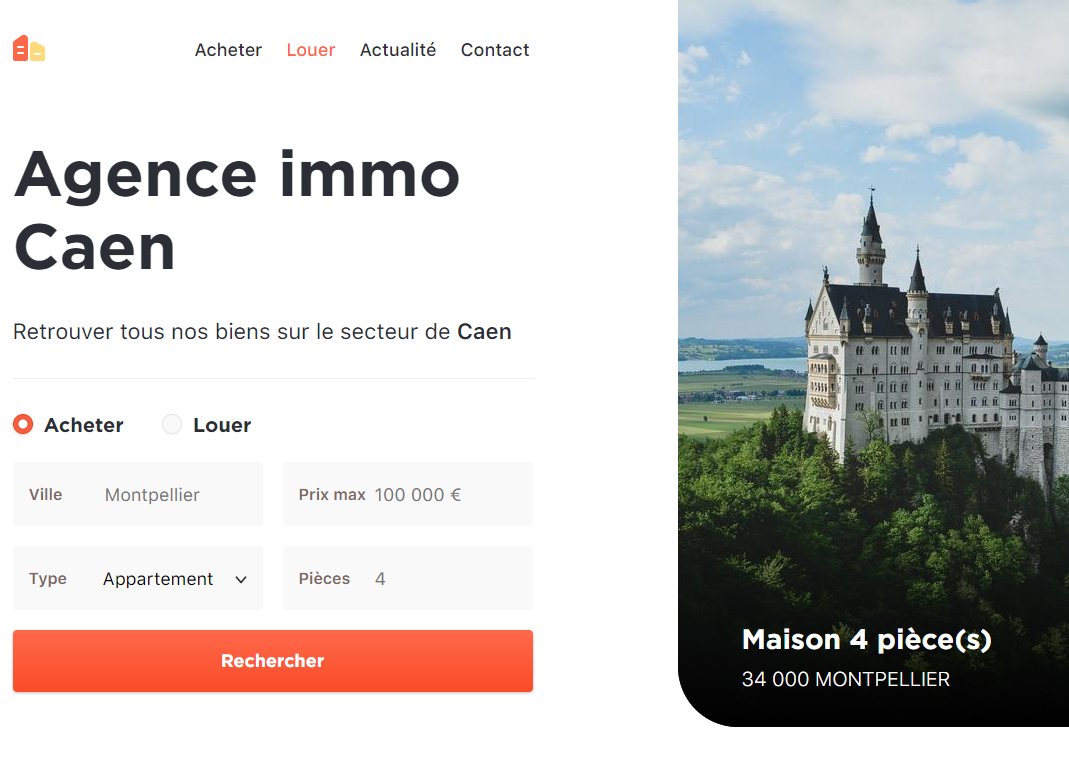 Acheter Louer Actualité Contact
Agence immo
Caen
Retrouver tous nos biens sur le secteur de Caen
Acheter Louer
Ville Montpellier
Prix max 100 000 €
Type Appartement
Pièces 4
Rechercher
Maison 4 pièce(s)
34 000 MONTPELLIER